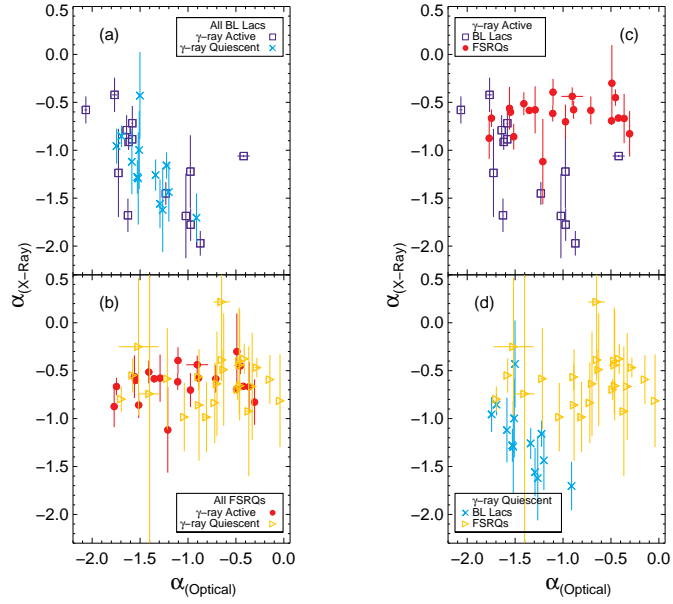 (a)
All BL Lacs
γ-ray Active
γ-ray Quiescent
0.5
0.0
−0.5
−1.0
−1.5
−2.0
α(X−Ray)
(c)
γ-ray Active
BL Lacs
FSRQs
0.5
0.0
−0.5
−1.0
−1.5
−2.0
α(X−Ray)
(b)
All FSRQs
γ-ray Active
γ-ray Quiescent
0.5
0.0
−0.5
−1.0
−1.5
−2.0
−2.0 −1.5 −1.0 −0.5 0.0
α(Optical)
(d)
γ-ray Quiescent
BL Lacs
FSRQs
0.5
0.0
−0.5
−1.0
−1.5
−2.0
−2.0 −1.5 −1.0 −0.5 0.0
α(Optical)